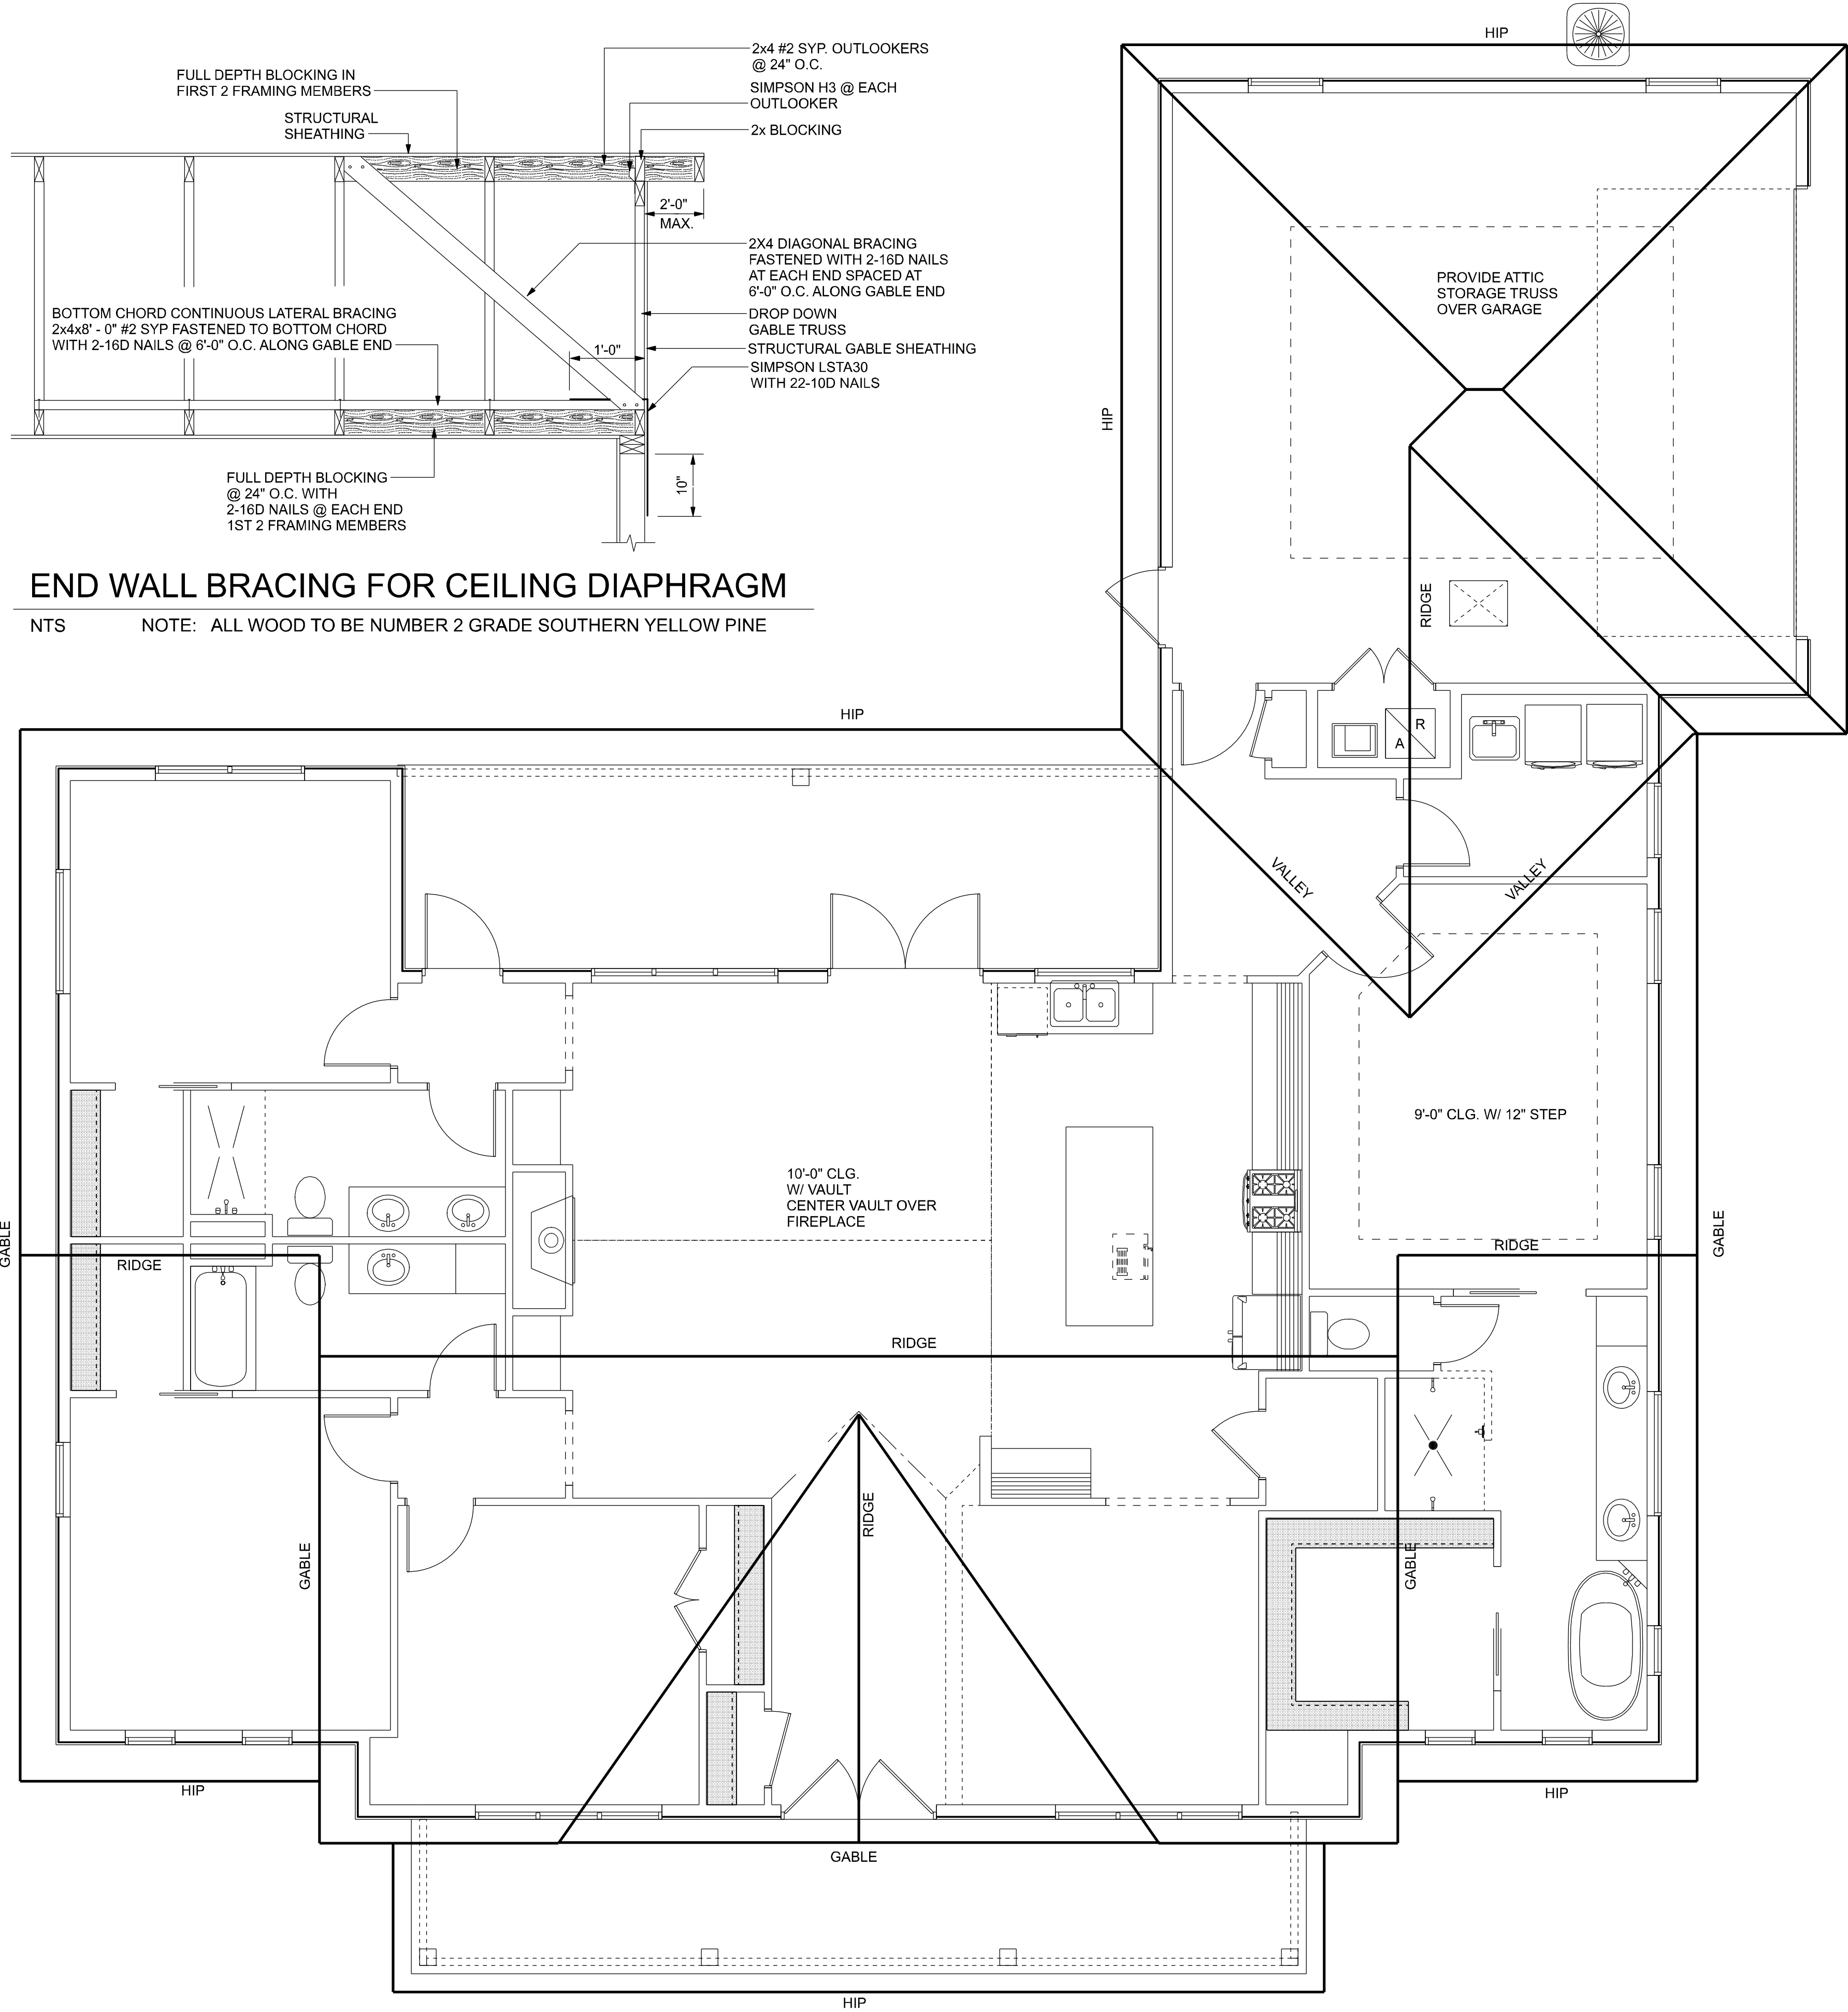 FULL DEPTH BLOCKING IN
FIRST 2 FRAMING MEMBERS
STRUCTURAL
SHEATHING
2x4 #2 SYP. OUTLOOKERS
@ 24" O.C.
SIMPSON H3 @ EACH
OUTLOOKER
2x BLOCKING
2'-0"
MAX.
2X4 DIAGONAL BRACING
FASTENED WITH 2-16D NAILS
AT EACH END SPACED AT
6'-0" O.C. ALONG GABLE END
DROP DOWN
GABLE TRUSS
STRUCTURAL GABLE SHEATHING
SIMPSON LSTA30
WITH 22-10D NAILS
BOTTOM CHORD CONTINUOUS LATERAL BRACING
2x4x8' - 0" #2 SYP FASTENED TO BOTTOM CHORD
WITH 2-16D NAILS @ 6'-0" O.C. ALONG GABLE END
1'-0"
10"
FULL DEPTH BLOCKING
@ 24" O.C. WITH
2-16D NAILS @ EACH END
1ST 2 FRAMING MEMBERS
END WALL BRACING FOR CEILING DIAPHRAGM
NTS NOTE: ALL WOOD TO BE NUMBER 2 GRADE SOUTHERN YELLOW PINE
HIP
PROVIDE ATTIC
STORAGE TRUSS
OVER GARAGE
HIP
RIDGE
HIP
R
A
VALLEY
VALLEY
9'-0" CLG. W/ 12" STEP
10'-0" CLG.
W/ VAULT
CENTER VAULT OVER
FIREPLACE
GABLE
RIDGE
RIDGE
GABLE
RIDGE
RIDGE
GABLE
GABLE
HIP
HIP
GABLE
HIP